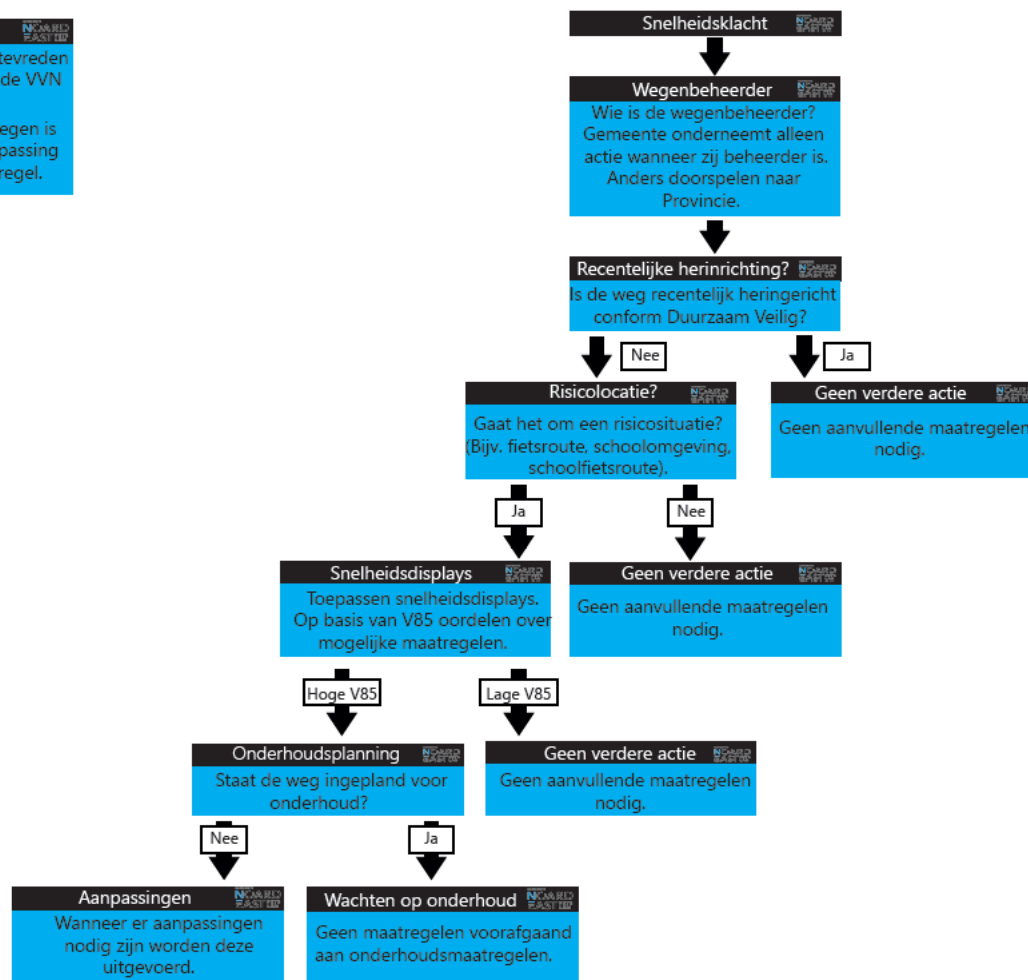 tevreden
de VVN
egen is
passing
regel.
Snelheidsklacht
Wegenbeheerder
Wie is de wegenbeheerder?
Gemeente onderneemt alleen
actie wanneer zij beheerder is.
Anders doorspelen naar
Provincie.
Recentelijke herinrichting?
Is de weg recentelijk heringericht
conform Duurzaam Veilig?
Nee
Ja
Risicolocatie?
Gaat het om een risicosituatie?
(Bijv. fietsroute, schoolomgeving,
schoolfietsroute).
Geen verdere actie
Geen aanvullende maatregelen
nodig.
Ja
Nee
Snelheidsdisplays
Toepassen snelheidsdisplays.
Op basis van V85 oordelen over
mogelijke maatregelen.
Geen verdere actie
Geen aanvullende maatregelen
nodig.
Hoge V85
Lage V85
Onderhoudsplanning
Staat de weg ingepland voor
onderhoud?
Geen verdere actie
Geen aanvullende maatregelen
nodig.
Nee
Ja
Aanpassingen
Wanneer er aanpassingen
nodig zijn worden deze
uitgevoerd.
Wachten op onderhoud
Geen maatregelen voorafgaand
aan onderhoudsmaatregelen.